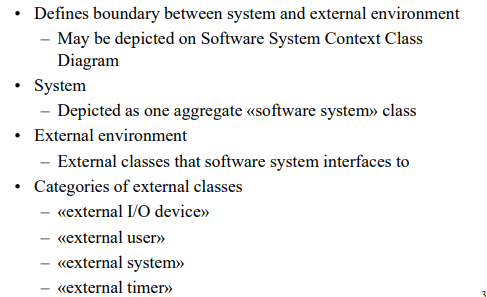 • Defines boundary between system and external environment
– May be depicted on Software System Context Class
Diagram
• System
– Depicted as one aggregate «software system» class
• External environment
– External classes that software system interfaces to
• Categories of external classes
– «external I/O device»
– «external user»
– «external system»
– «external timer»
3